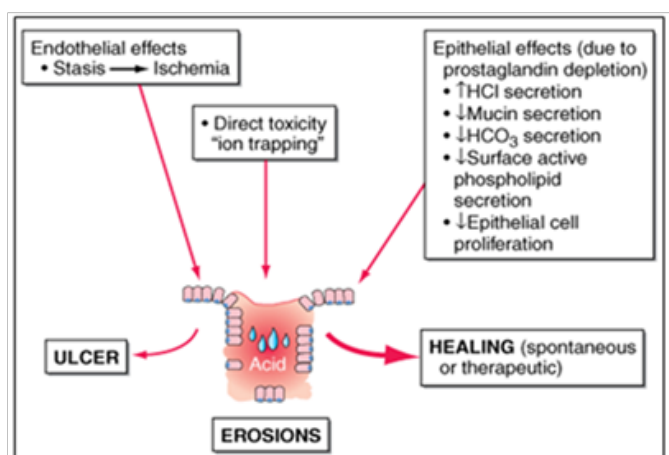 Endothelial effects
• Stasis → Ischemia
• Direct toxicity
“ion trapping”
Epithelial effects (due to
prostaglandin depletion)
• ↑HCl secretion
• ↓Mucin secretion
• ↓HCO₃ secretion
• ↓Surface active
phospholipid
secretion
• ↓Epithelial cell
proliferation
Acid
ULCER
HEALING (spontaneous
or therapeutic)
EROSIONS